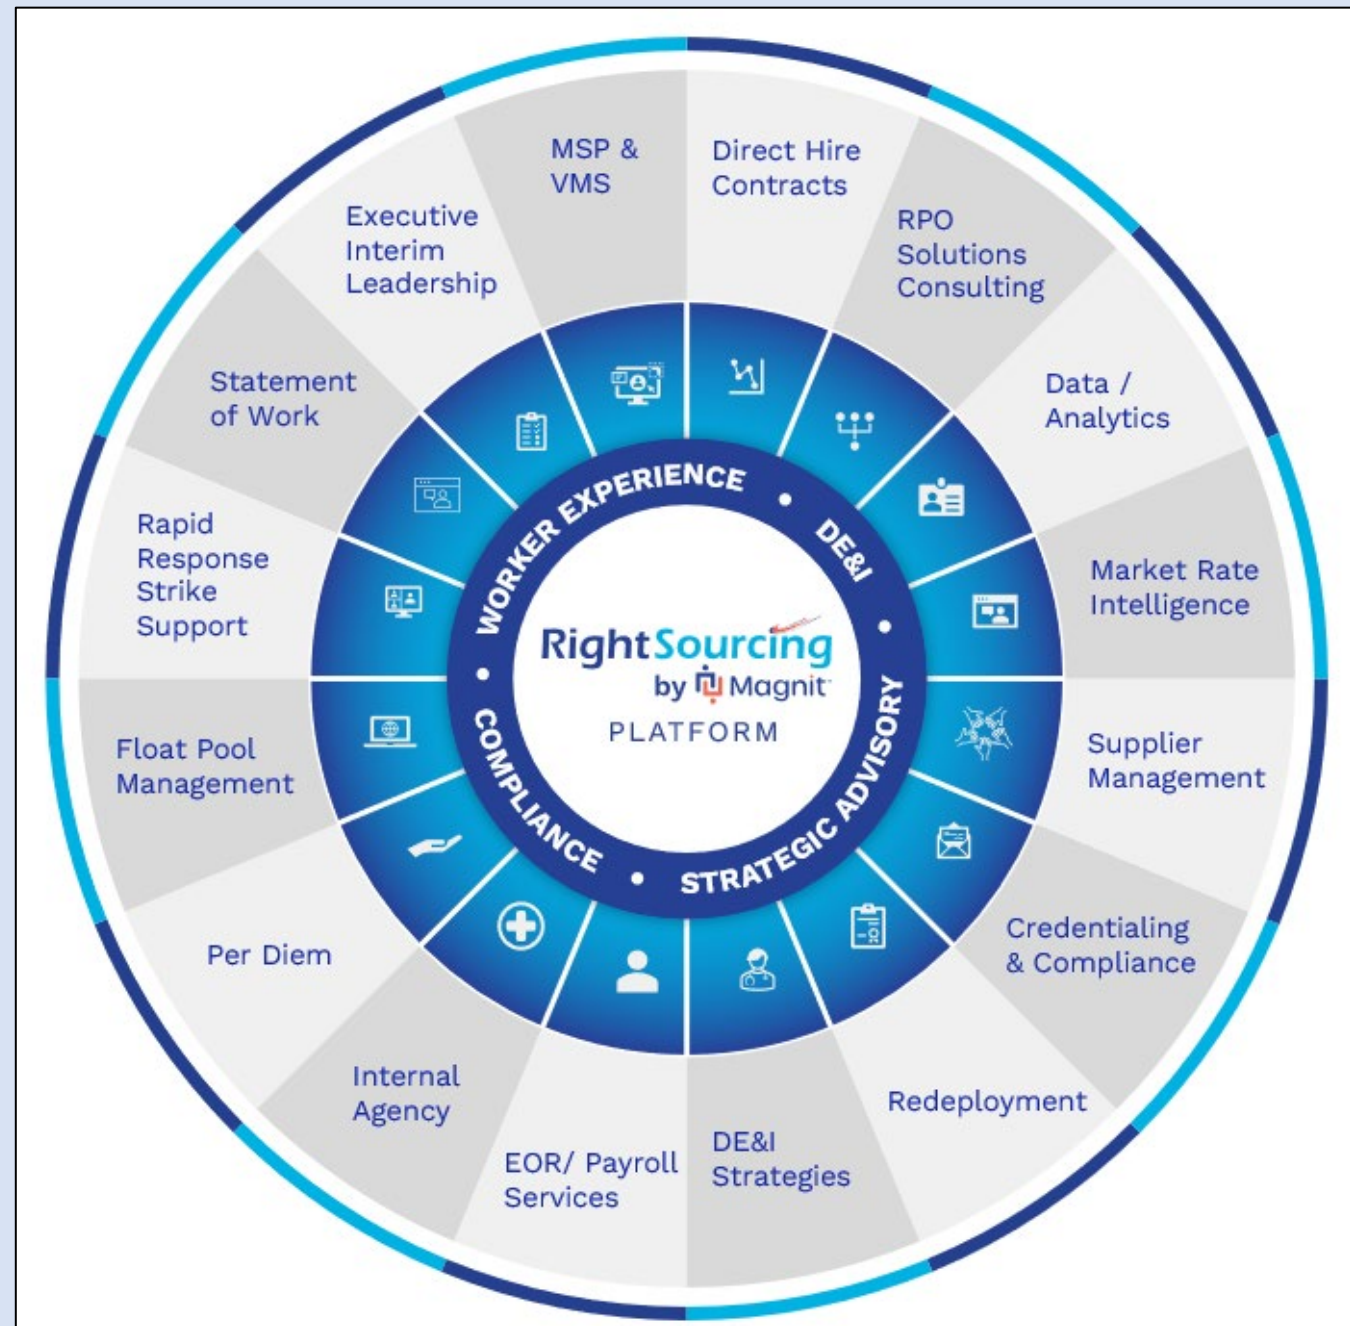 MSP &
VMS
Direct Hire
Contracts
RPO
Solutions
Consulting
Data /
Analytics
Market Rate
Intelligence
Supplier
Management
Credentialing
& Compliance
Redeployment
DE&I
Strategies
EOR/ Payroll
Services
Internal
Agency
Per Diem
Float Pool
Management
Rapid
Response
Strike
Support
Statement
of Work
Executive
Interim
Leadership
WORKER EXPERIENCE •
DE&I •
STRATEGIC ADVISORY •
COMPLIANCE •
RightSourcing
by Magnit
PLATFORM